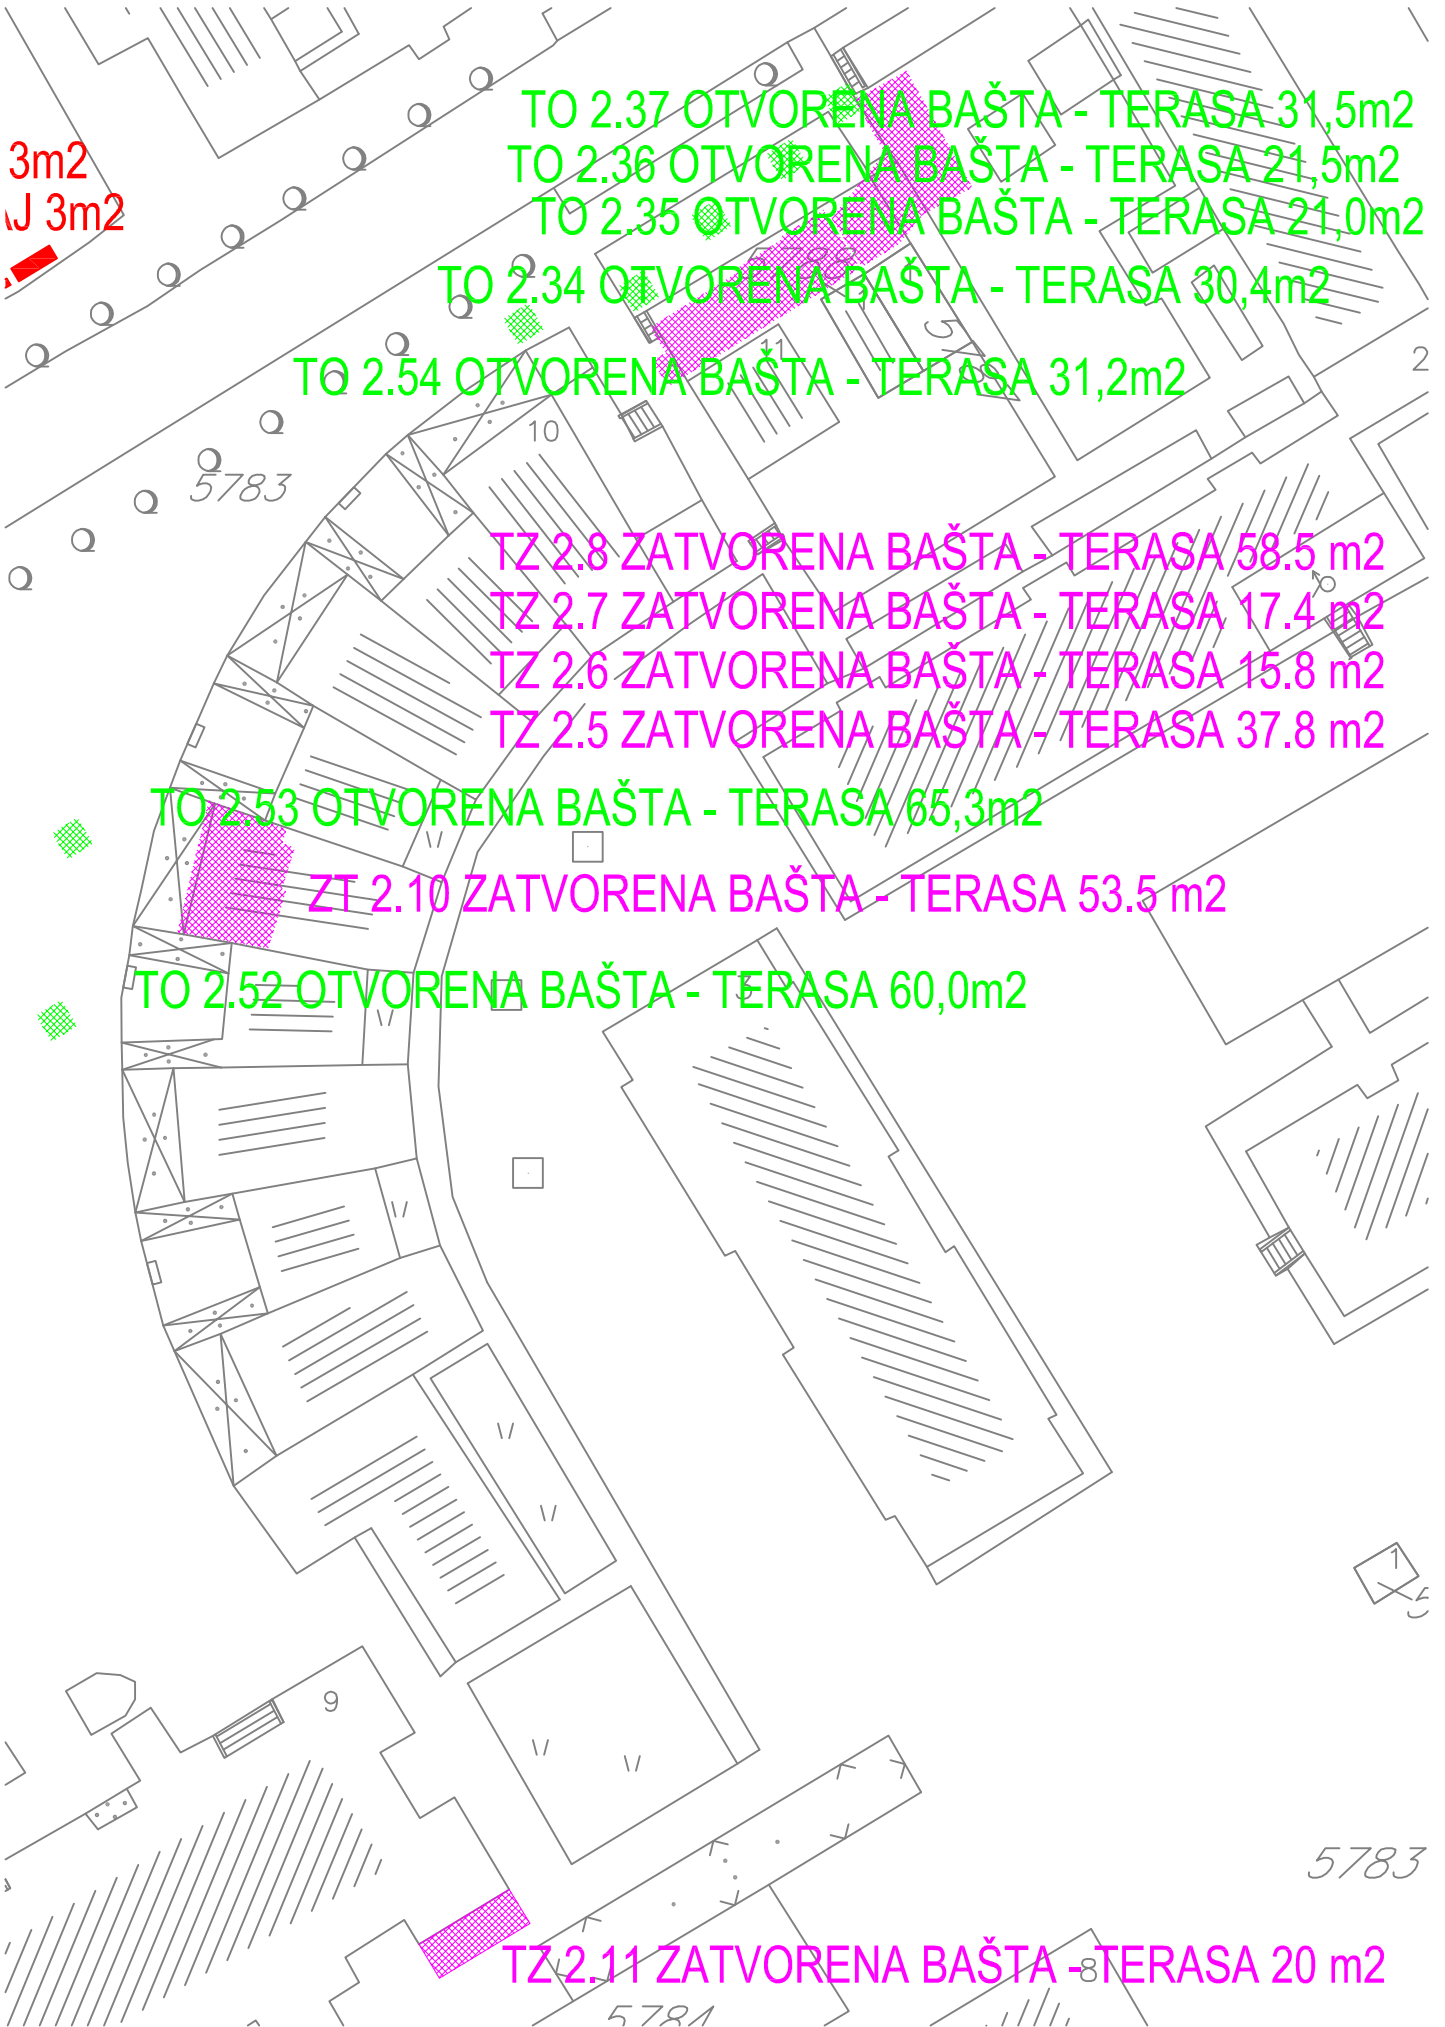 TO 2.37 OTVORENA BAŠTA - TERASA 31,5m2
3m2
TO 2.36 OTVORENA BAŠTA - TERASA 21,5m2
AJ 3m2
TO 2.35 OTVORENA BAŠTA - TERASA 21,0m2
5788
TO 2.34 OTVORENA BAŠTA - TERASA 30,4m2
11
2
TO 2.54 OTVORENA BAŠTA - TERASA 31,2m2
10
5783
TZ 2.8 ZATVORENA BAŠTA - TERASA 58.5 m2
TZ 2.7 ZATVORENA BAŠTA - TERASA 17.4 m2
TZ 2.6 ZATVORENA BAŠTA - TERASA 15.8 m2
TZ 2.5 ZATVORENA BAŠTA - TERASA 37.8 m2
TO 2.53 OTVORENA BAŠTA - TERASA 65,3m2
ZT 2.10 ZATVORENA BAŠTA - TERASA 53.5 m2
3
TO 2.52 OTVORENA BAŠTA - TERASA 60,0m2
1
5
9
5783
TZ 2.11 ZATVORENA BAŠTA - TERASA 20 m2
8
5784